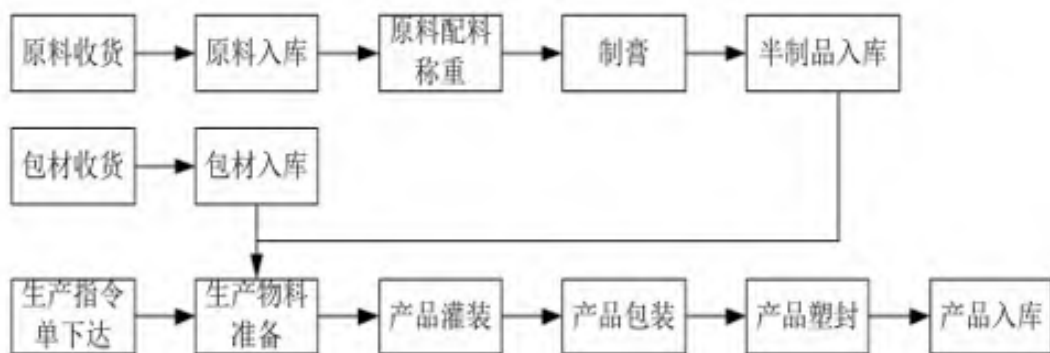 原料收货
原料入库
原料配料
称重
制膏
半制品入库
包材收货
包材入库
生产指令
单下达
生产物料
准备
产品灌装
产品包装
产品塑封
产品入库